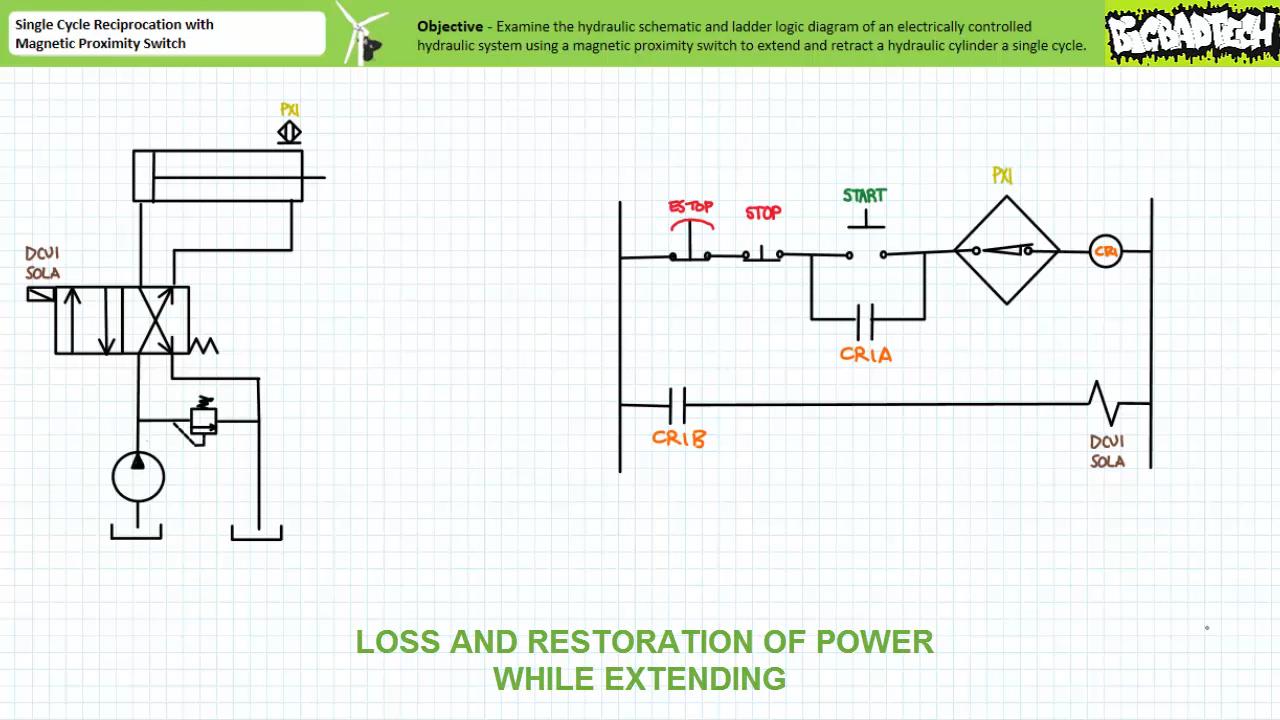 Single Cycle Reciprocation with
Magnetic Proximity Switch
Objective - Examine the hydraulic schematic and ladder logic diagram of an electrically controlled
hydraulic system using a magnetic proximity switch to extend and retract a hydraulic cylinder a single cycle.
BIGBADTECH
PX1
DCV1
SOLA
ESTOP
STOP
START
PX1
CR1
CR1A
CR1B
DCV1
SOLA
LOSS AND RESTORATION OF POWER
WHILE EXTENDING